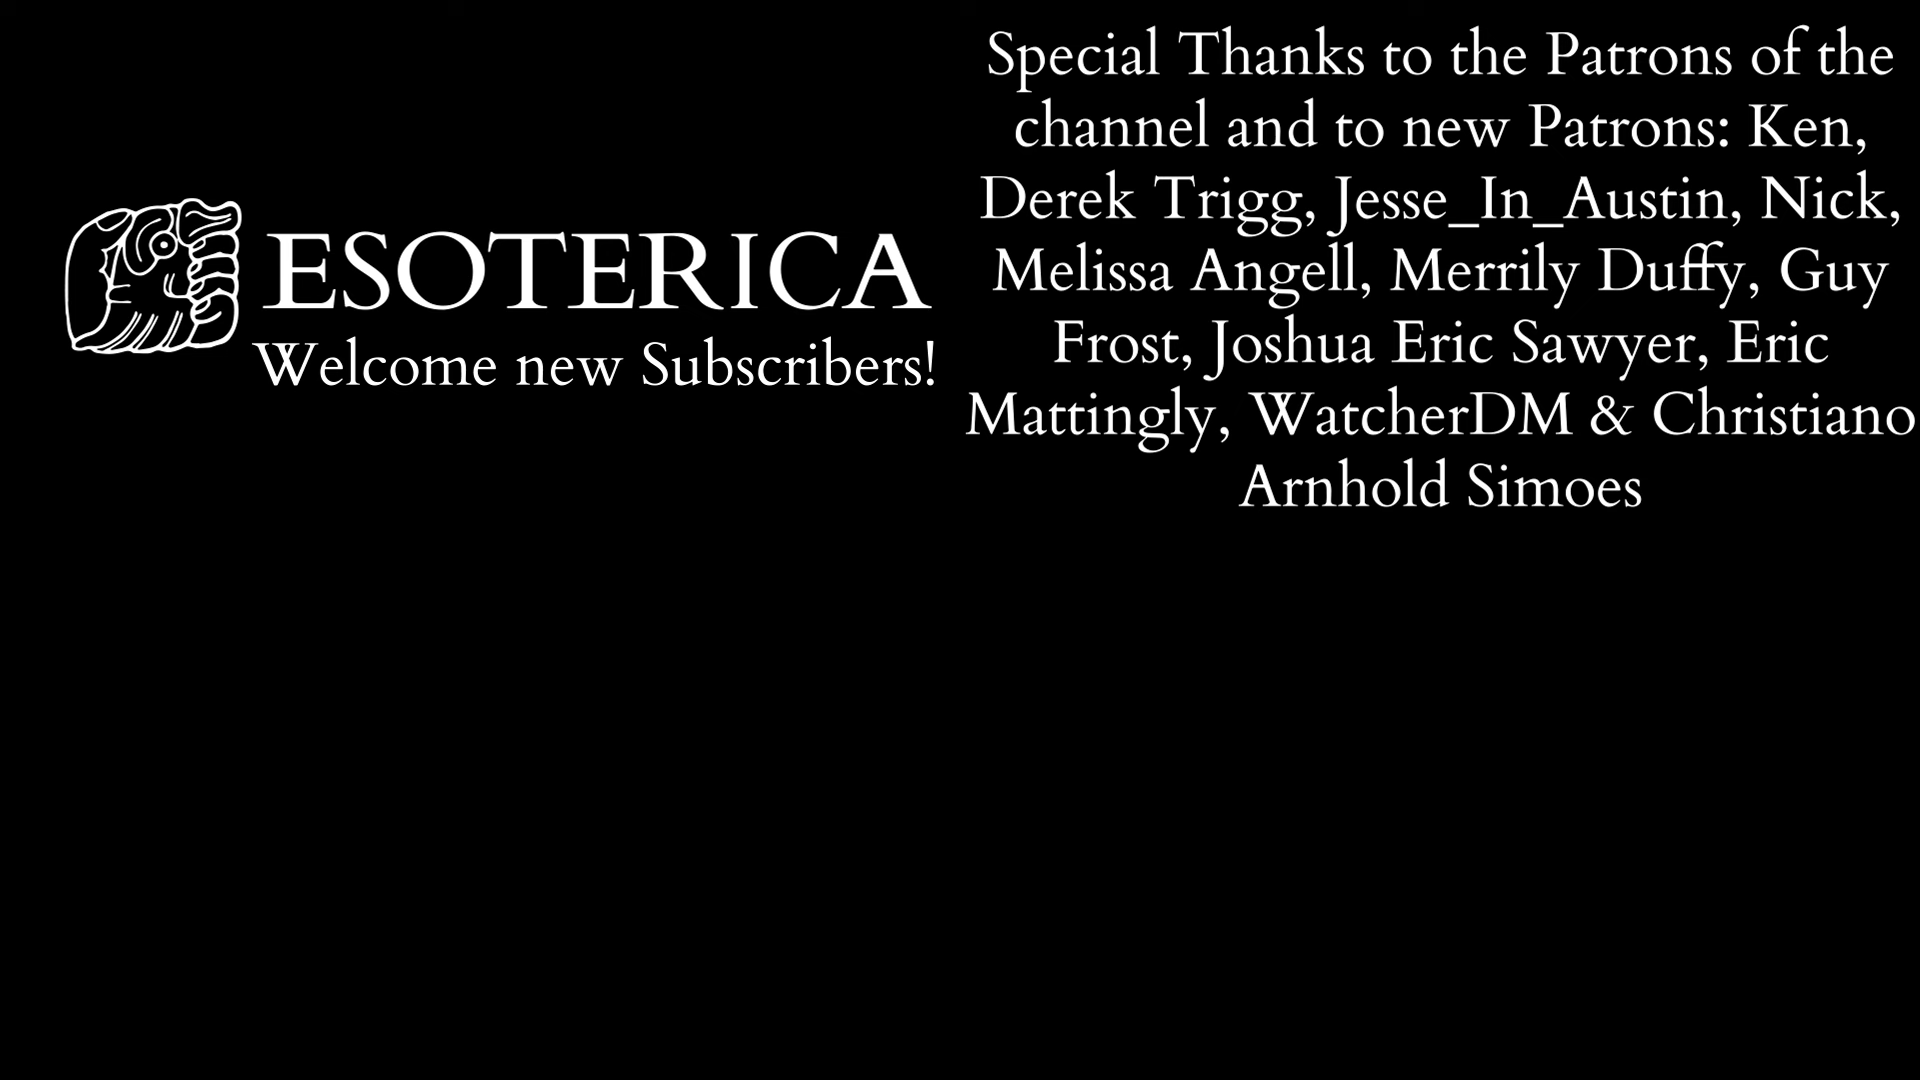 ESOTERICA
Welcome new Subscribers!
Special Thanks to the Patrons of the
channel and to new Patrons: Ken,
Derek Trigg, Jesse_In_Austin, Nick,
Melissa Angell, Merrily Duffy, Guy
Frost, Joshua Eric Sawyer, Eric
Mattingly, WatcherDM & Christiano
Arnhold Simoes